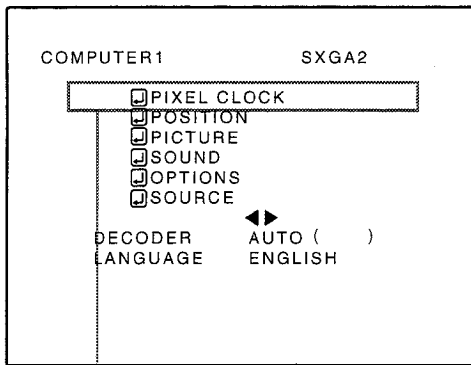 COMPUTER1 SXGA2
PIXEL CLOCK
POSITION
PICTURE
SOUND
OPTIONS
SOURCE
DECODER AUTO ( )
LANGUAGE ENGLISH